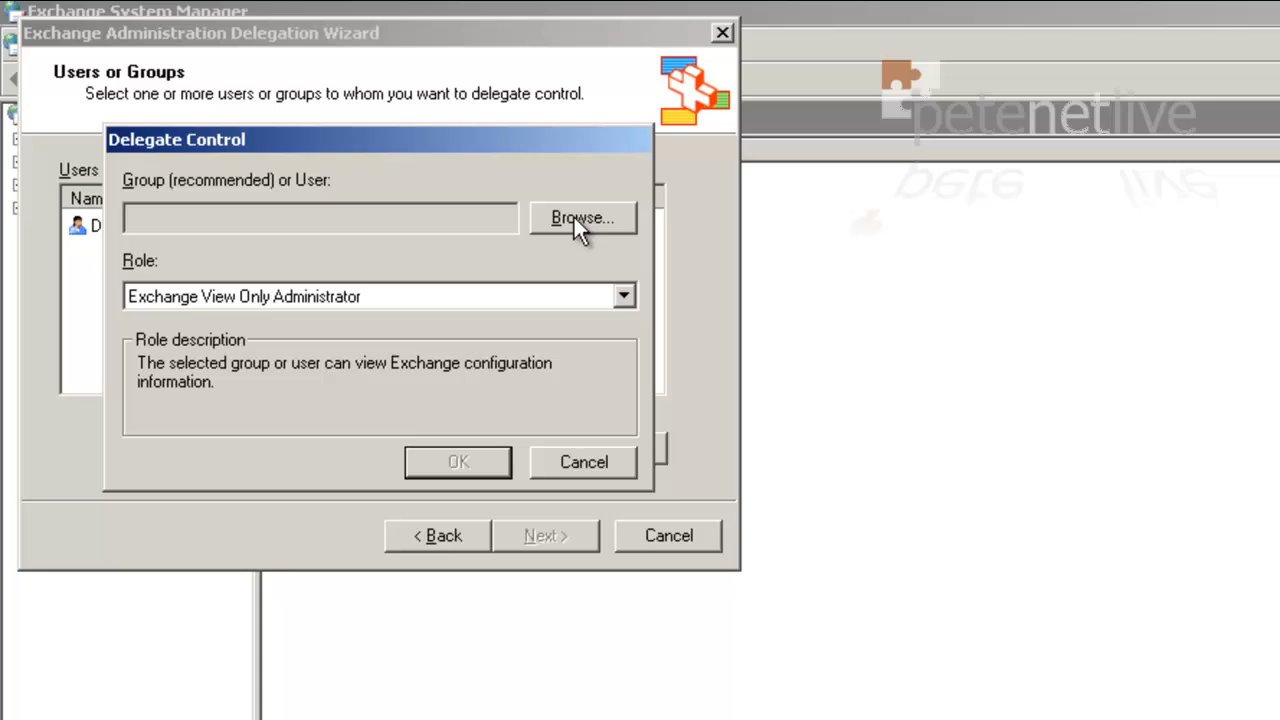 Exchange System Manager
Exchange Administration Delegation Wizard
Users or Groups
Select one or more users or groups to whom you want to delegate control.
petenetlive
Delegate Control
Users
Group (recommended) or User:
Nam
D
Browse...
Role:
Exchange View Only Administrator
Role description
The selected group or user can view Exchange configuration
information.
OK
Cancel
< Back
Next >
Cancel